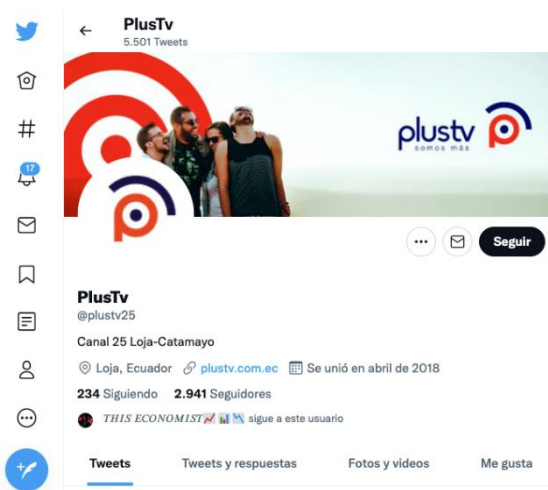 PlusTv
5.501 Tweets
plustv
somos más
17
Seguir
PlusTv
@plustv25
Canal 25 Loja-Catamayo
Loja, Ecuador plustv.com.ec Se unió en abril de 2018
234 Siguiendo 2.941 Seguidores
THIS ECONOMIST sigue a este usuario
Tweets Tweets y respuestas Fotos y videos Me gusta